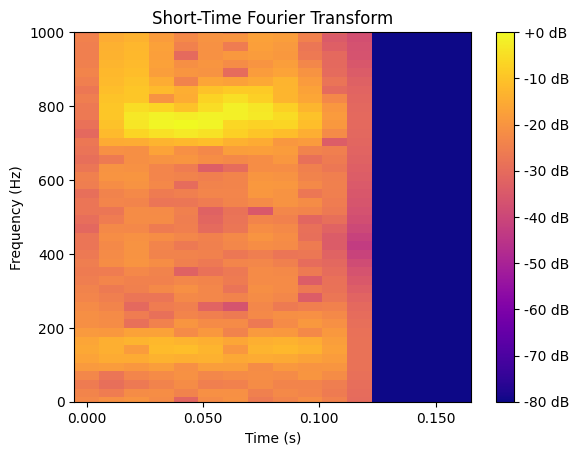 Short-Time Fourier Transform
Frequency (Hz)
1000
800
600
400
200
0
0.000
0.050
0.100
0.150
Time (s)
+0 dB
-10 dB
-20 dB
-30 dB
-40 dB
-50 dB
-60 dB
-70 dB
-80 dB